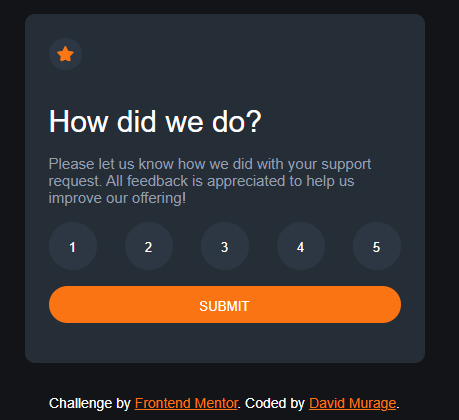 How did we do?
Please let us know how we did with your support
request. All feedback is appreciated to help us
improve our offering!
1 2 3 4 5
SUBMIT
Challenge by Frontend Mentor. Coded by David Murage.